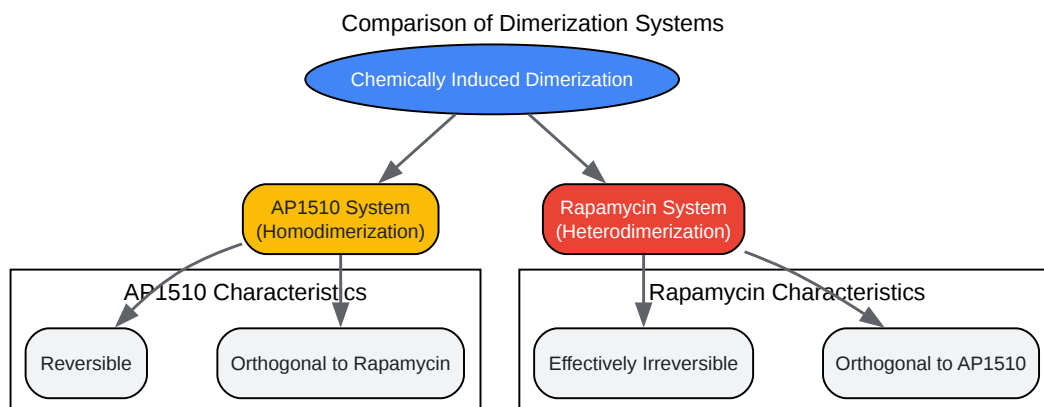 Comparison of Dimerization Systems
Chemically Induced Dimerization
AP1510 System
(Homodimerization)
Rapamycin System
(Heterodimerization)
AP1510 Characteristics
Rapamycin Characteristics
Reversible
Orthogonal to Rapamycin
Effectively Irreversible
Orthogonal to AP1510